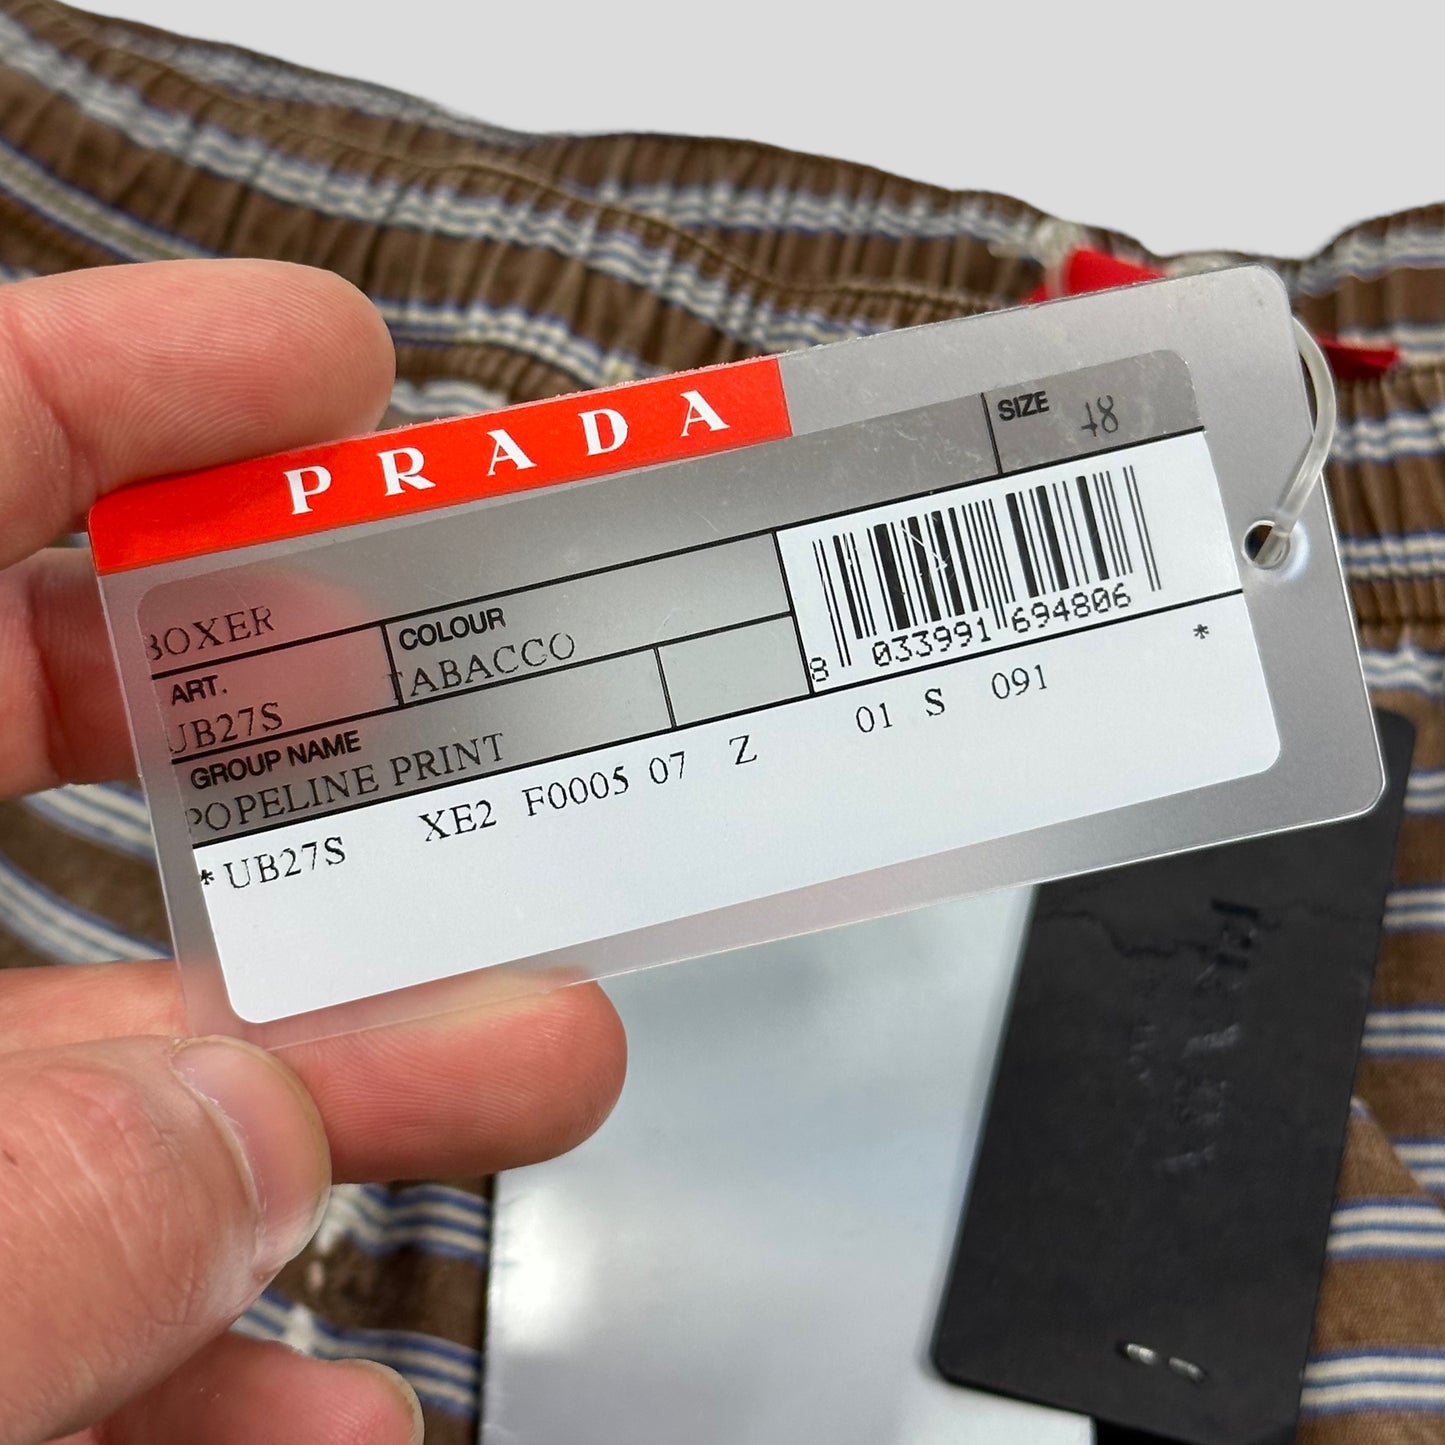 PRADA
SIZE 48
BOXER
COLOUR
TABACCO
ART.
UB27S
GROUP NAME
POPELINE PRINT
8 033991 694806
*
*UB27S XE2 F0005 07 Z 01 S 091